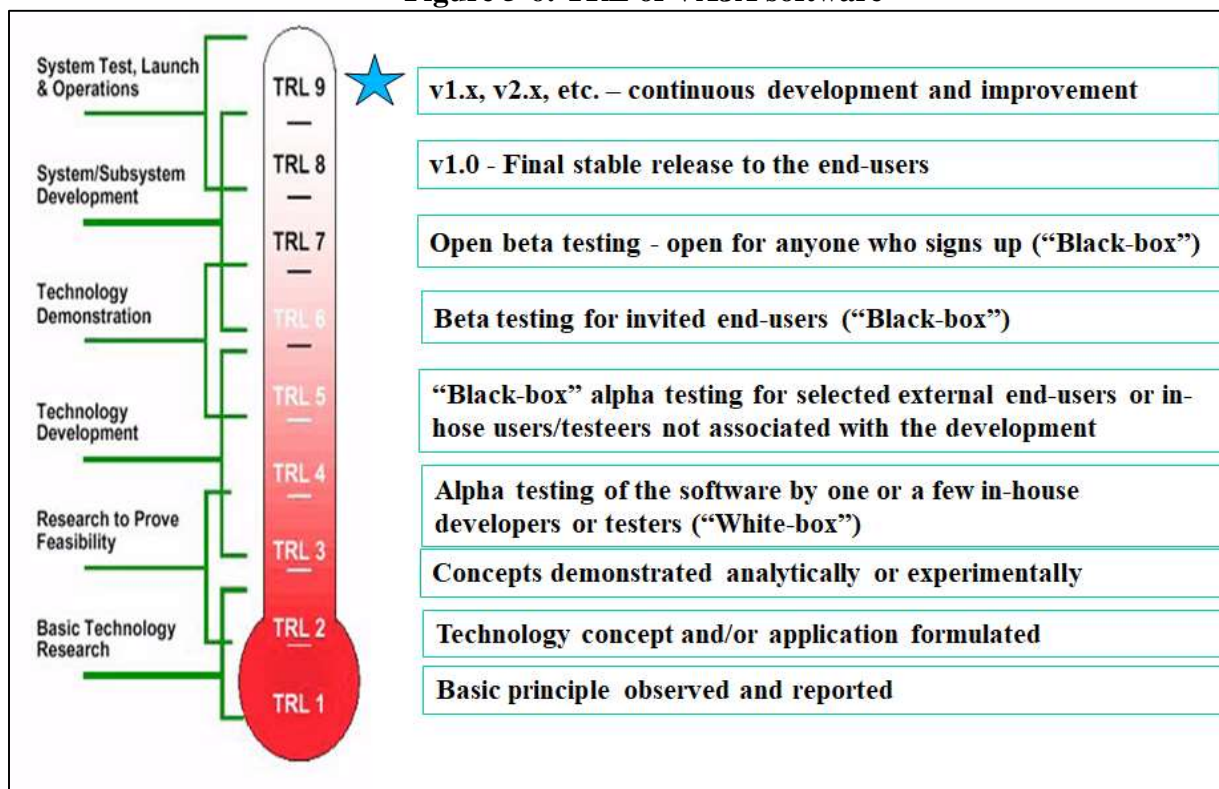 System Test, Launch
& Operations
System/Subsystem
Development
Technology
Demonstration
Technology
Development
Research to Prove
Feasibility
Basic Technology
Research
TRL 9
TRL 8
TRL 7
TRL 6
TRL 5
TRL 4
TRL 3
TRL 2
TRL 1
v1.x, v2.x, etc. – continuous development and improvement
v1.0 - Final stable release to the end-users
Open beta testing - open for anyone who signs up (“Black-box”)
Beta testing for invited end-users (“Black-box”)
“Black-box” alpha testing for selected external end-users or in-
hose users/testeers not associated with the development
Alpha testing of the software by one or a few in-house
developers or testers (“White-box”)
Concepts demonstrated analytically or experimentally
Technology concept and/or application formulated
Basic principle observed and reported